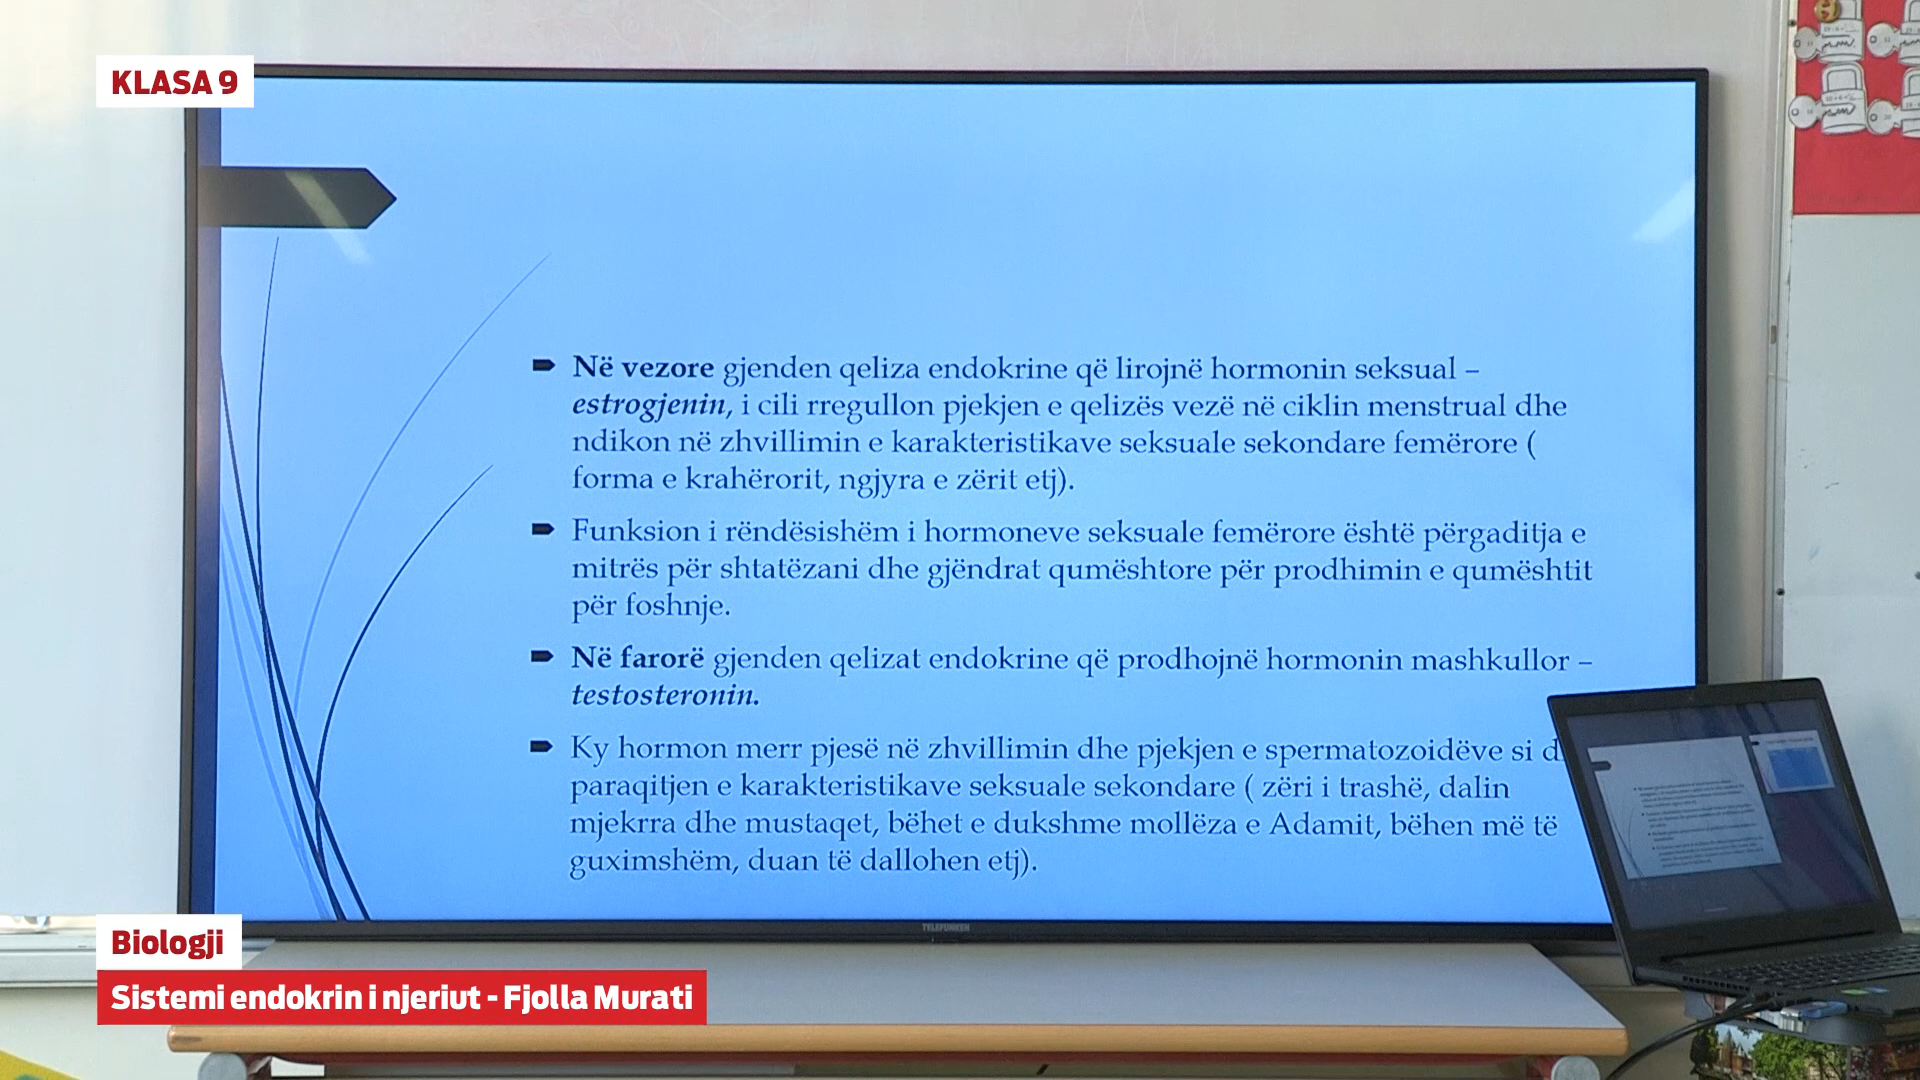 KLASA 9
Në vezore gjenden qeliza endokrine që lirojnë hormonin seksual –
estrogjenin, i cili rregullon pjekjen e qelizës vezë në ciklin menstrual dhe
ndikon në zhvillimin e karakteristikave seksuale sekondare femërore (
forma e krahërorit, ngjyra e zërit etj).
Funksion i rëndësishëm i hormoneve seksuale femërore është përgaditja e
mitrës për shtatëzani dhe gjëndrat qumështore për prodhimin e qumështit
për foshnje.
Në farorë gjenden qelizat endokrine që prodhojnë hormonin mashkullor –
testosteronin.
Ky hormon merr pjesë në zhvillimin dhe pjekjen e spermatozoidëve si
paraqitjen e karakteristikave seksuale sekondare ( zëri i trashë, dalin
mjekrra dhe mustaqet, bëhet e dukshme mollëza e Adamit, bëhen më të
guximshëm, duan të dallohen etj).
TELEFUNKEN
Biologji
Sistemi endokrin i njeriut - Fjolla Murati